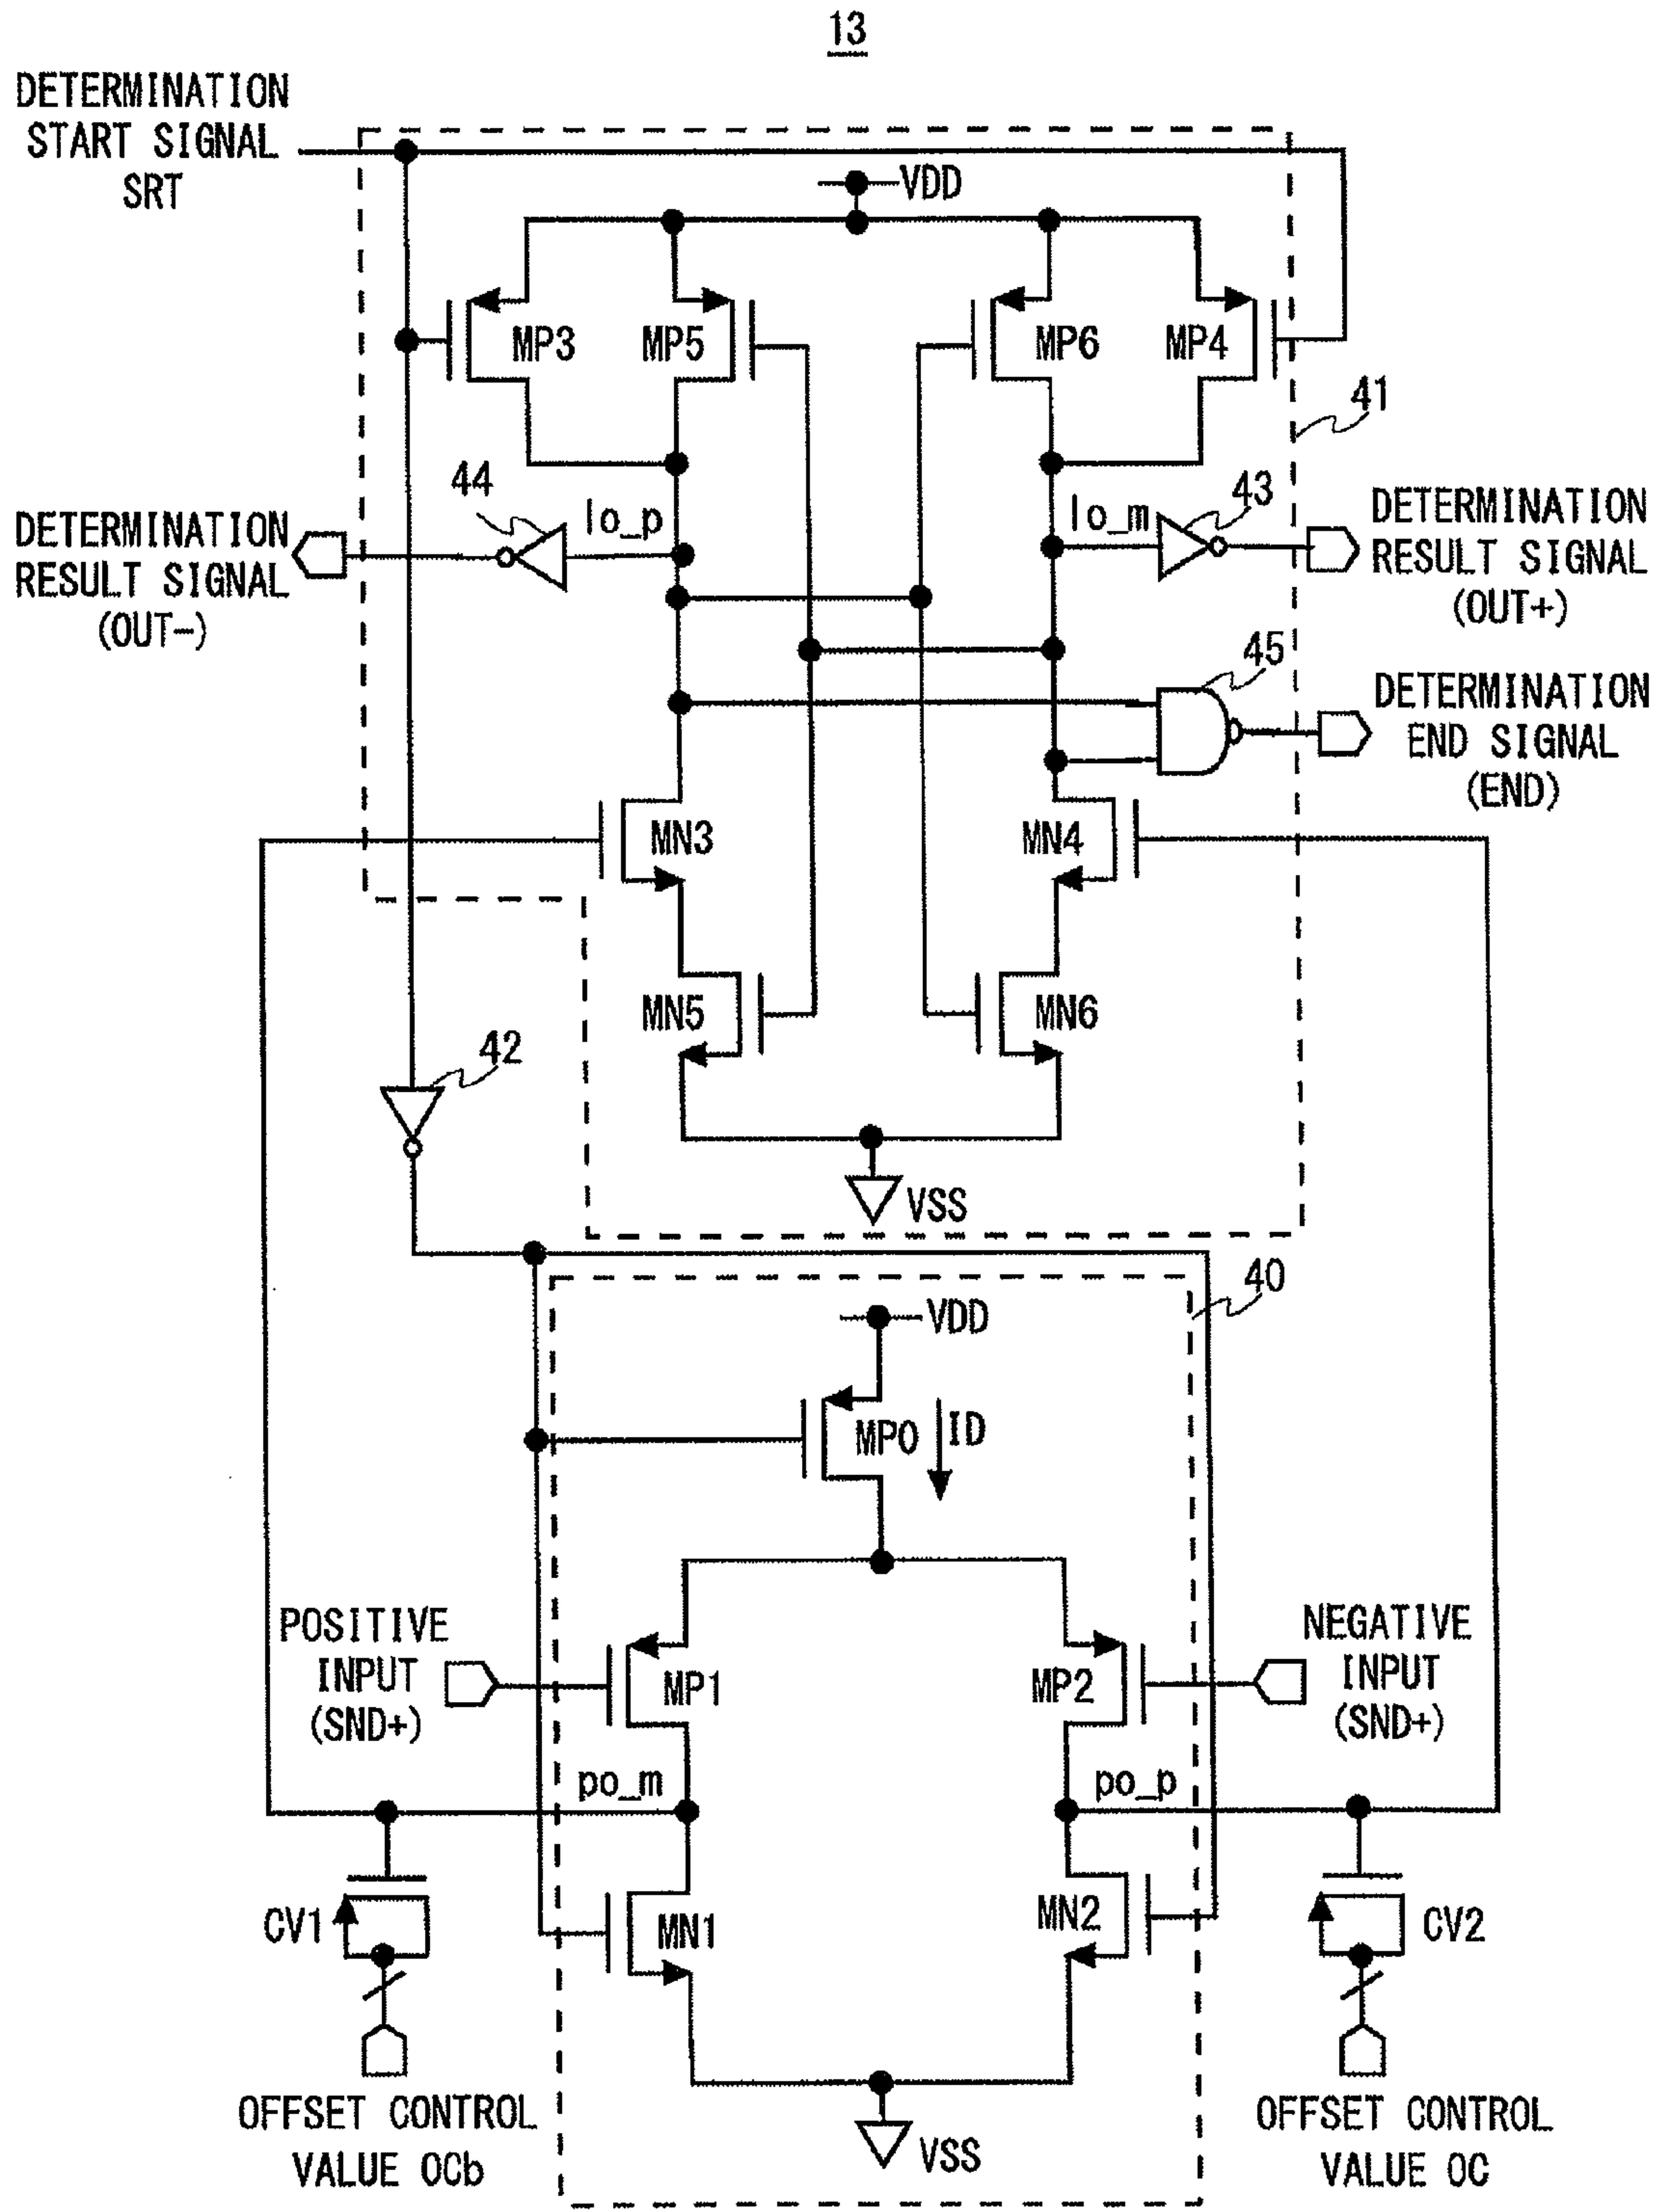 13
DETERMINATION
START SIGNAL
SRT
VDD
MP3
MP5
MP6
MP4
41
44
lo_p
lo_m
43
DETERMINATION
RESULT SIGNAL
(OUT-)
DETERMINATION
RESULT SIGNAL
(OUT+)
45
DETERMINATION
END SIGNAL
(END)
MN3
MN4
MN5
MN6
42
VSS
40
VDD
MP0
ID
POSITIVE
INPUT
(SND+)
MP1
MP2
NEGATIVE
INPUT
(SND+)
po_m
po_p
CV1
MN1
MN2
CV2
VSS
OFFSET CONTROL
VALUE OCb
OFFSET CONTROL
VALUE OC